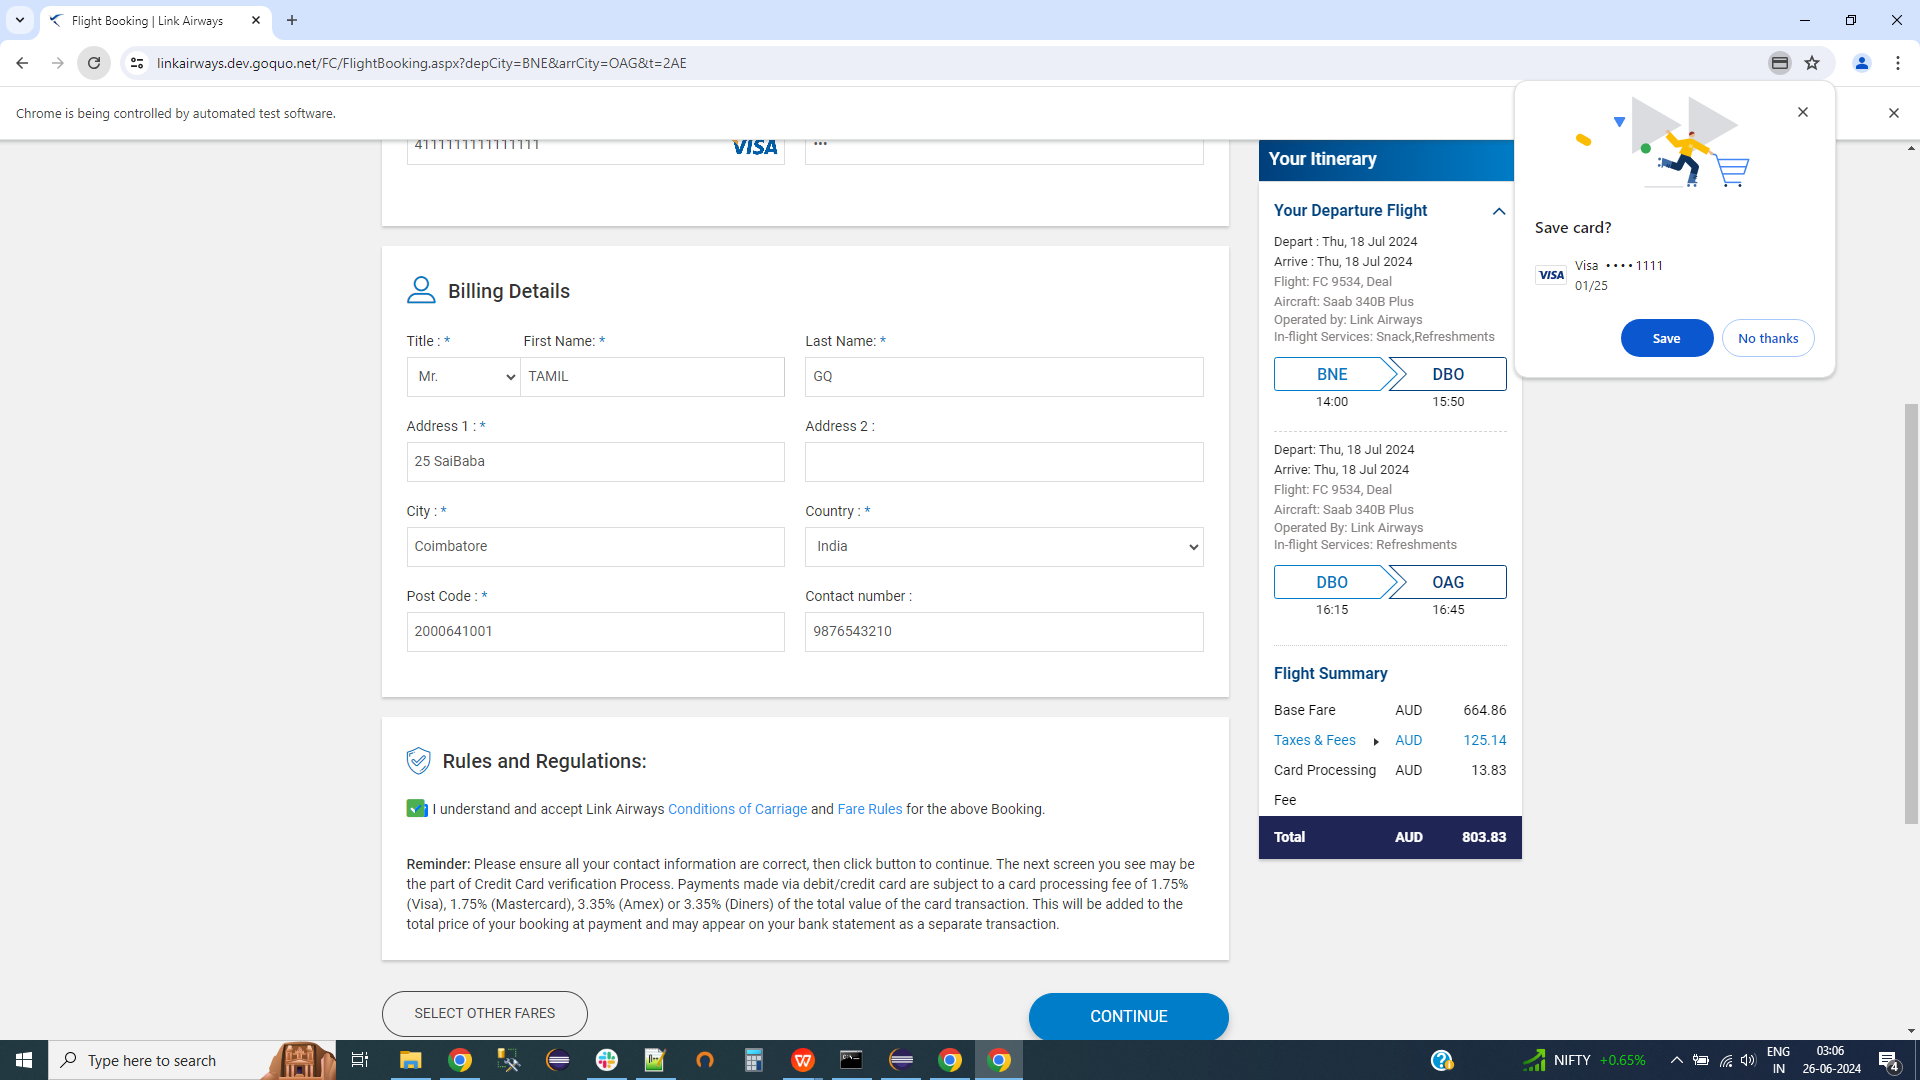 Flight Booking | Link Airways
linkairways.dev.goquo.net/FC/FlightBooking.aspx?depCity=BNE&arrCity=OAG&t=2AE
Chrome is being controlled by automated test software.
4111111111111111
VISA
Billing Details
Title : * First Name: * Last Name: *
Mr. TAMIL GQ
Address 1 : * Address 2 :
25 SaiBaba
City : * Country : *
Coimbatore India
Post Code : * Contact number :
2000641001 9876543210
Rules and Regulations:
I understand and accept Link Airways Conditions of Carriage and Fare Rules for the above Booking.
Reminder: Please ensure all your contact information are correct, then click button to continue. The next screen you see may be
the part of Credit Card verification Process. Payments made via debit/credit card are subject to a card processing fee of 1.75%
(Visa), 1.75% (Mastercard), 3.35% (Amex) or 3.35% (Diners) of the total value of the card transaction. This will be added to the
total price of your booking at payment and may appear on your bank statement as a separate transaction.
SELECT OTHER FARES
CONTINUE
Your Itinerary
Your Departure Flight
Depart : Thu, 18 Jul 2024
Arrive : Thu, 18 Jul 2024
Flight: FC 9534, Deal
Aircraft: Saab 340B Plus
Operated by: Link Airways
In-flight Services: Snack,Refreshments
BNE DBO
14:00 15:50
Depart: Thu, 18 Jul 2024
Arrive: Thu, 18 Jul 2024
Flight: FC 9534, Deal
Aircraft: Saab 340B Plus
Operated By: Link Airways
In-flight Services: Refreshments
DBO OAG
16:15 16:45
Flight Summary
Base Fare AUD 664.86
Taxes & Fees AUD 125.14
Card Processing AUD 13.83
Fee
Total AUD 803.83
Save card?
VISA
Visa •••• 1111
01/25
Save
No thanks
Type here to search
NIFTY +0.65%
ENG
IN
03:06
26-06-2024
4